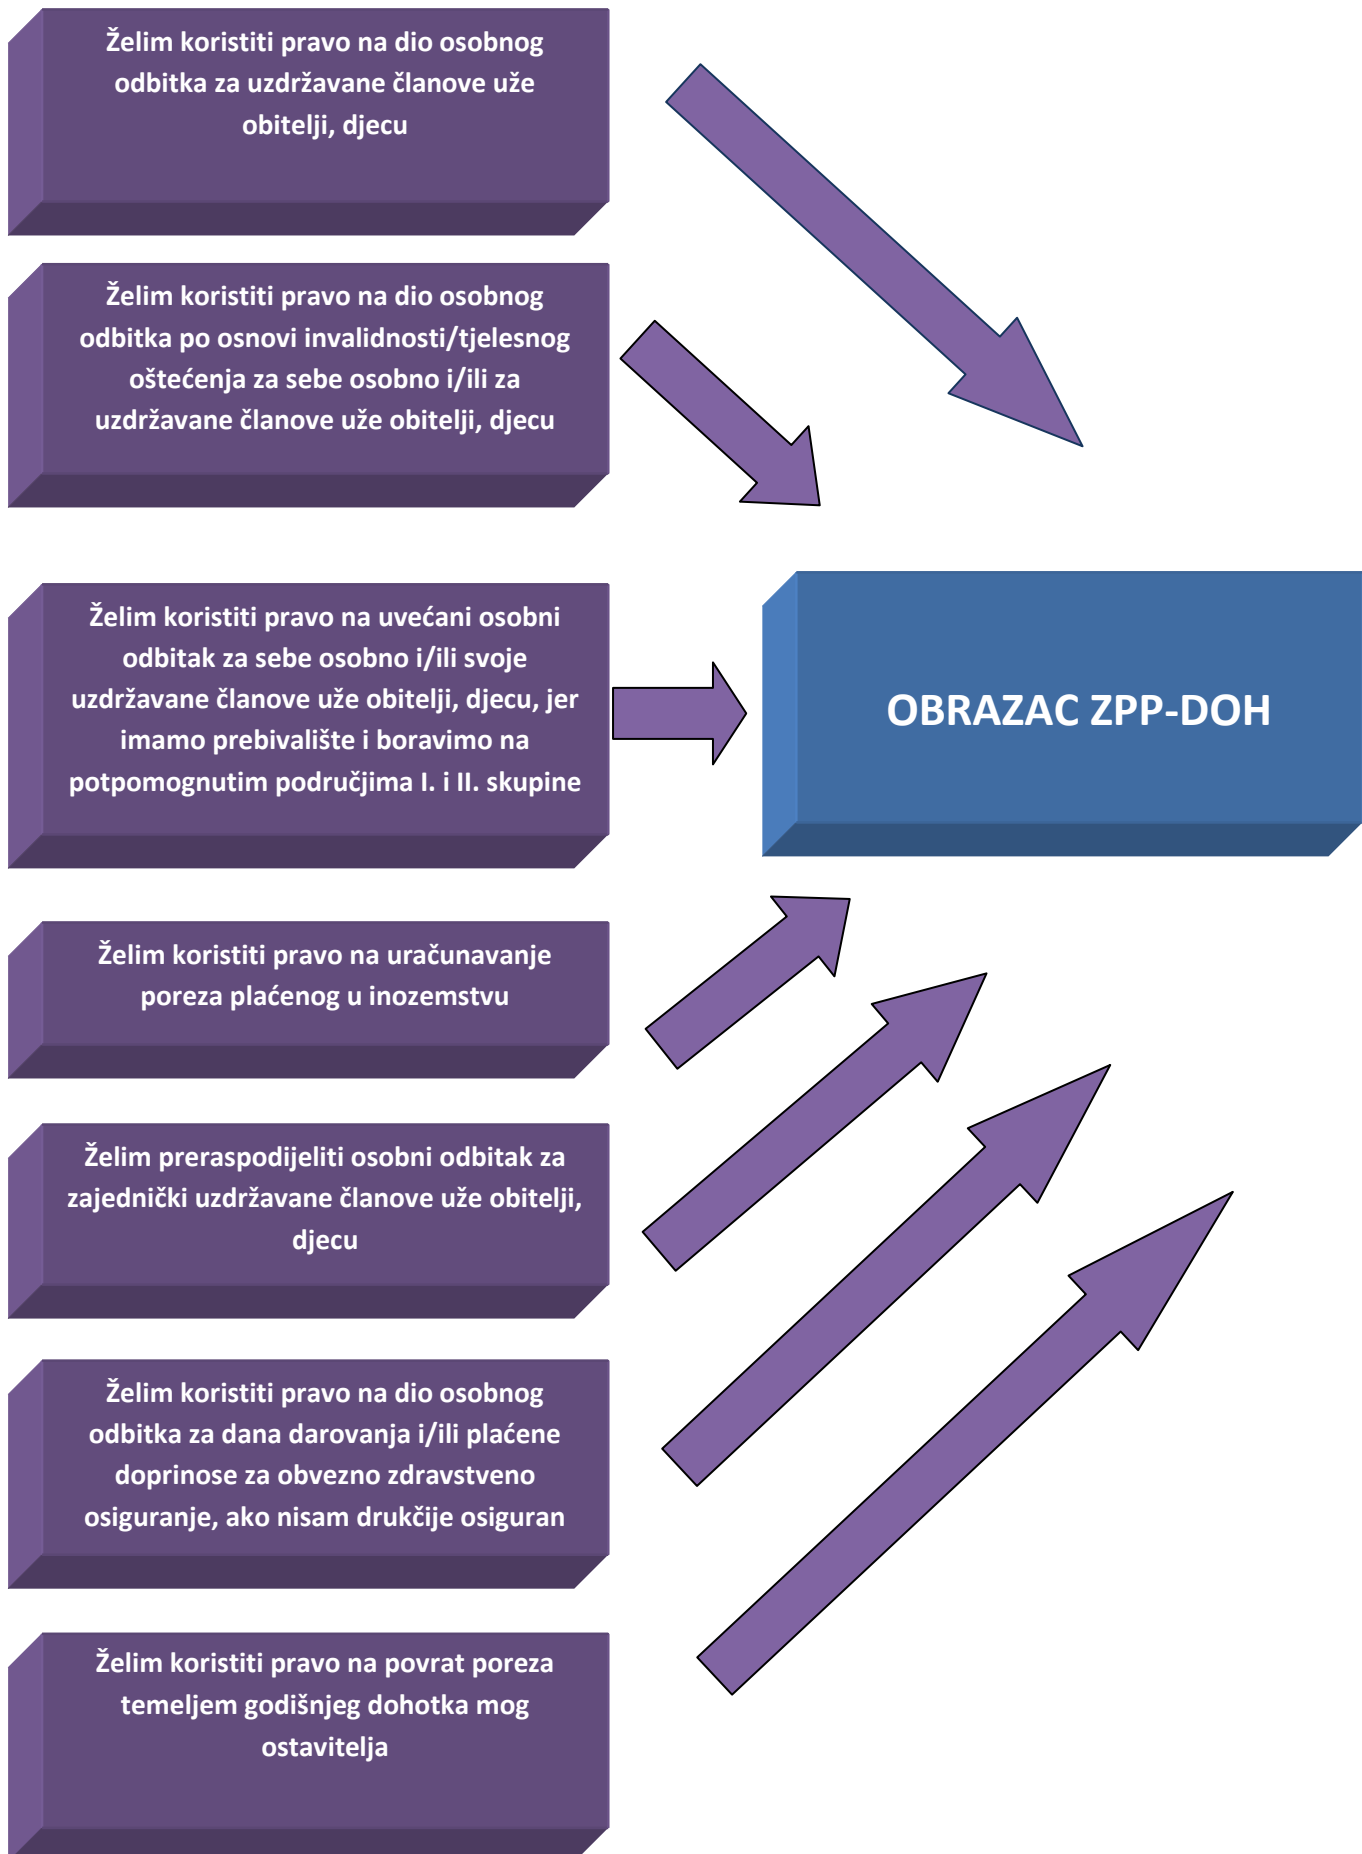 Želim koristiti pravo na dio osobnog
odbitka za uzdržavane članove uže
obitelji, djecu
Želim koristiti pravo na dio osobnog
odbitka po osnovi invalidnosti/tjelesnog
oštećenja za sebe osobno i/ili za
uzdržavane članove uže obitelji, djecu
Želim koristiti pravo na uvećani osobni
odbitak za sebe osobno i/ili svoje
uzdržavane članove uže obitelji, djecu, jer
imamo prebivalište i boravimo na
potpomognutim područjima I. i II. skupine
OBRAZAC ZPP-DOH
Želim koristiti pravo na uračunavanje
poreza plaćenog u inozemstvu
Želim preraspodijeliti osobni odbitak za
zajednički uzdržavane članove uže obitelji,
djecu
Želim koristiti pravo na dio osobnog
odbitka za dana darovanja i/ili plaćene
doprinose za obvezno zdravstveno
osiguranje, ako nisam drukčije osiguran
Želim koristiti pravo na povrat poreza
temeljem godišnjeg dohotka mog
ostavitelja